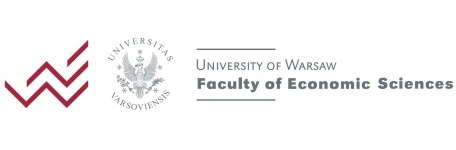 UNIVERSITAS
VARSOVIENSIS
UNIVERSITY OF WARSAW
Faculty of Economic Sciences